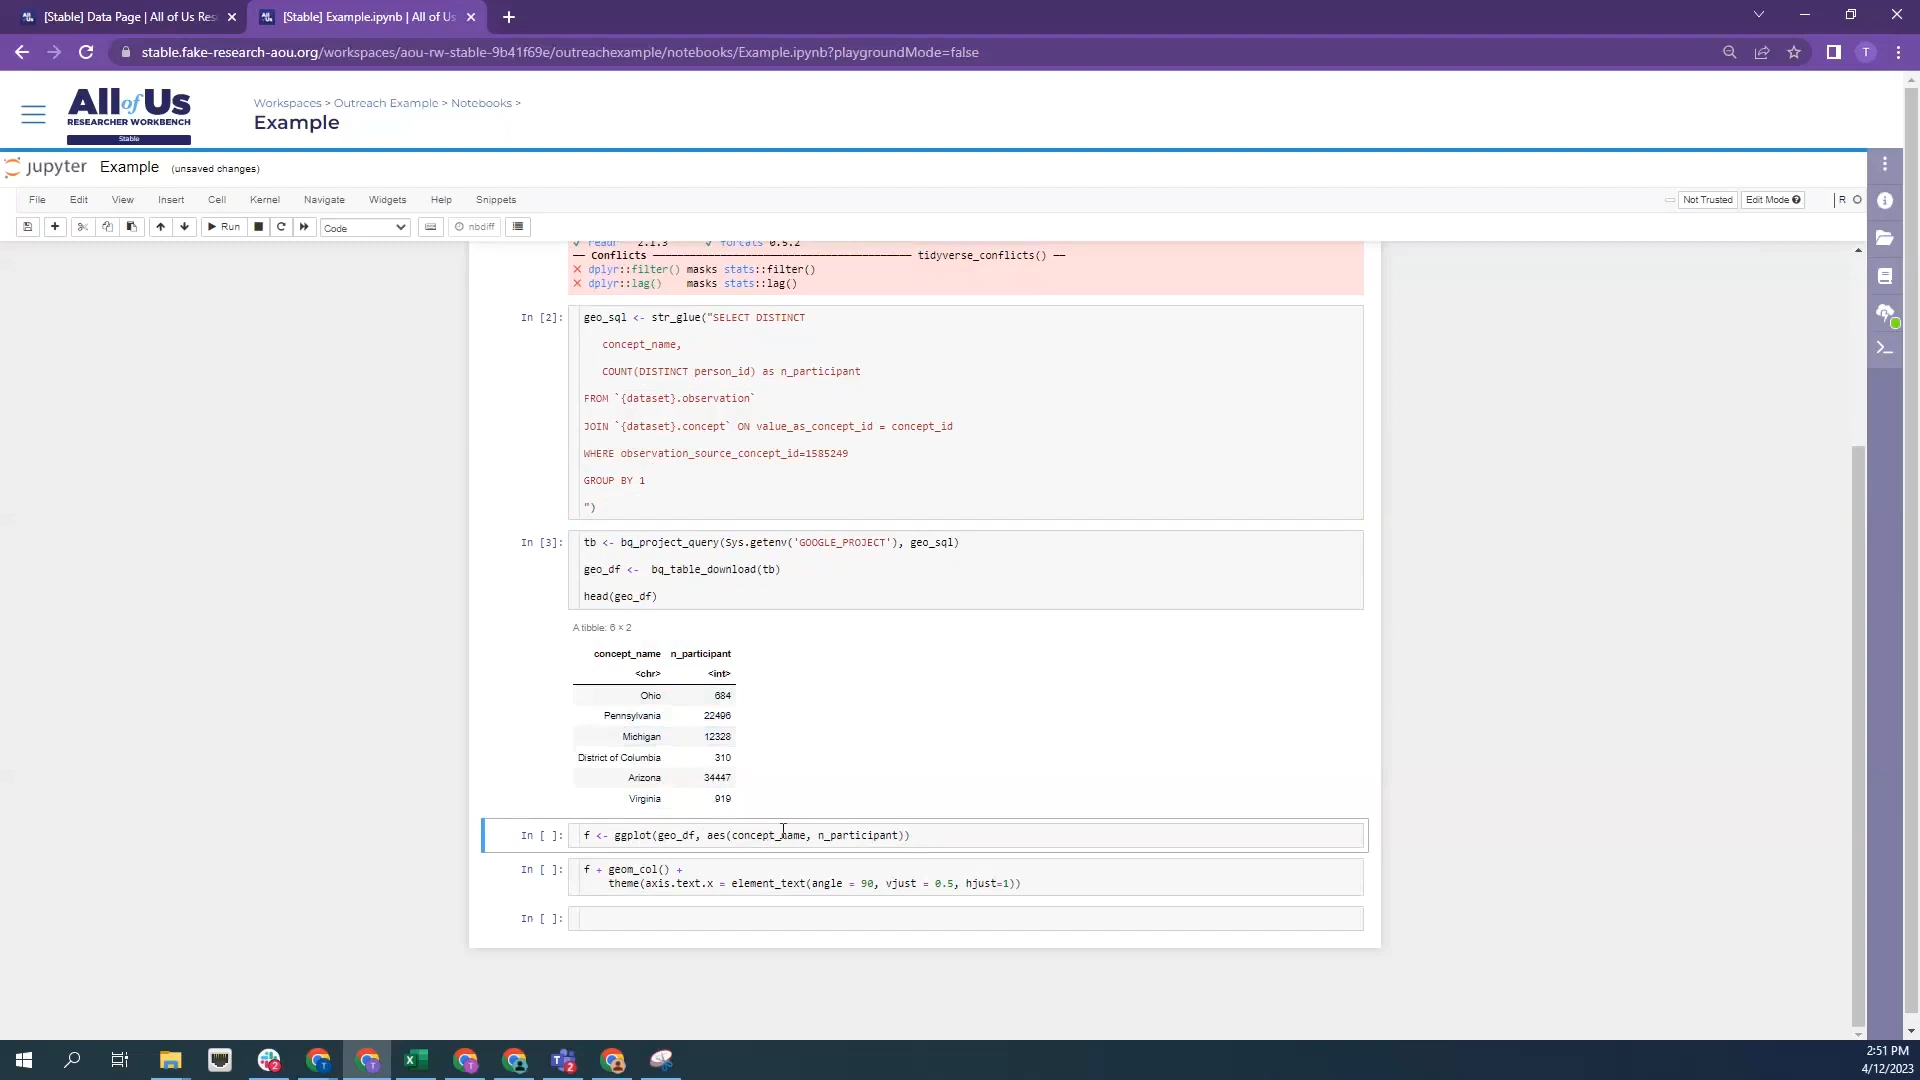 [Stable] Data Page | All of Us Res
[Stable] Example.ipynb | All of Us
stable.fake-research-aou.org/workspaces/aou-rw-stable-9b41f69e/outreachexample/notebooks/Example.ipynb?playgroundMode=false
T
All of Us
RESEARCHER WORKBENCH
Stable
Workspaces > Outreach Example > Notebooks >
Example
jupyter Example (unsaved changes)
File Edit View Insert Cell Kernel Navigate Widgets Help Snippets
Not Trusted Edit Mode R
Run Code nbdiff
✓ readr 2.1.3 ✓ forcats 0.5.2
── Conflicts ────────────────────────────────────────── tidyverse_conflicts() ──
✕ dplyr::filter() masks stats::filter()
✕ dplyr::lag() masks stats::lag()
In [2]: geo_sql <- str_glue("SELECT DISTINCT
concept_name,
COUNT(DISTINCT person_id) as n_participant
FROM `{dataset}.observation`
JOIN `{dataset}.concept` ON value_as_concept_id = concept_id
WHERE observation_source_concept_id=1585249
GROUP BY 1
")
In [3]: tb <- bq_project_query(Sys.getenv('GOOGLE_PROJECT'), geo_sql)
geo_df <- bq_table_download(tb)
head(geo_df)
A tibble: 6 × 2
concept_name n_participant
<chr> <int>
Ohio 684
Pennsylvania 22496
Michigan 12328
District of Columbia 310
Arizona 34447
Virginia 919
In [ ]: f <- ggplot(geo_df, aes(concept_name, n_participant))
In [ ]: f + geom_col() +
theme(axis.text.x = element_text(angle = 90, vjust = 0.5, hjust=1))
In [ ]:
2:51 PM
4/12/2023